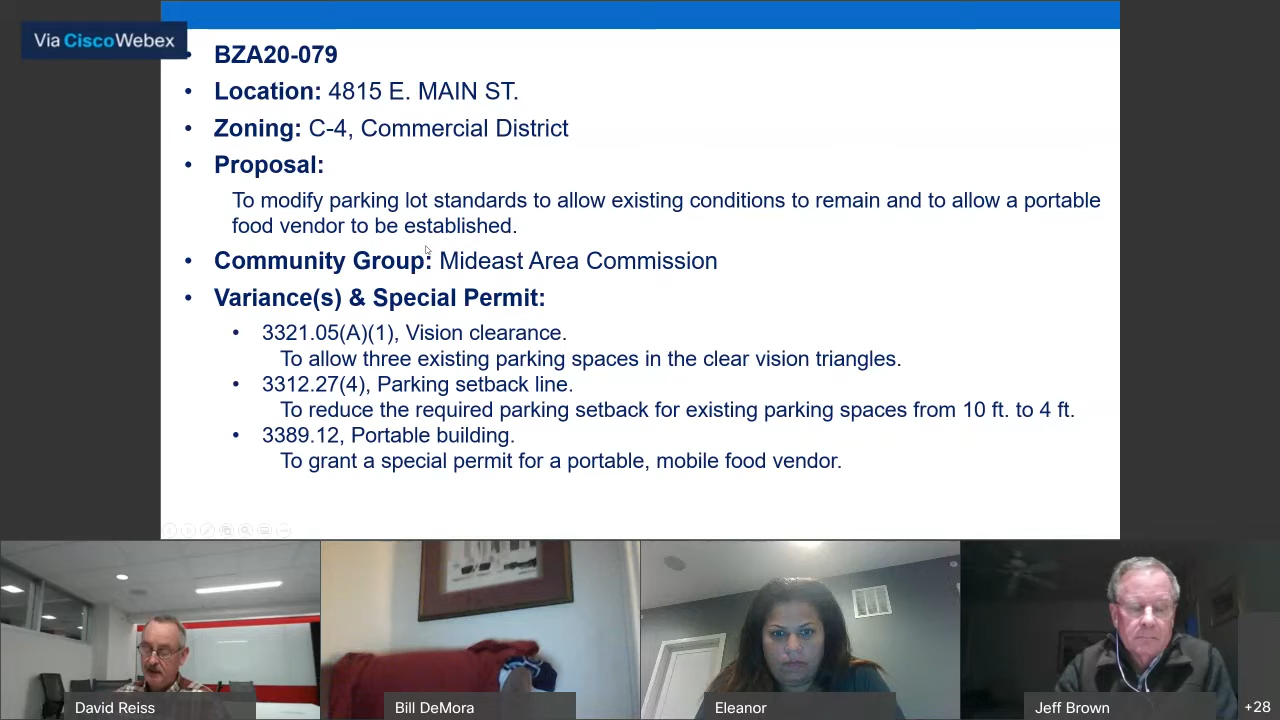 Via CiscoWebex
BZA20-079
Location: 4815 E. MAIN ST.
Zoning: C-4, Commercial District
Proposal:
To modify parking lot standards to allow existing conditions to remain and to allow a portable
food vendor to be established.
Community Group: Mideast Area Commission
Variance(s) & Special Permit:
3321.05(A)(1), Vision clearance.
To allow three existing parking spaces in the clear vision triangles.
3312.27(4), Parking setback line.
To reduce the required parking setback for existing parking spaces from 10 ft. to 4 ft.
3389.12, Portable building.
To grant a special permit for a portable, mobile food vendor.
David Reiss
Bill DeMora
Eleanor
Jeff Brown
+28